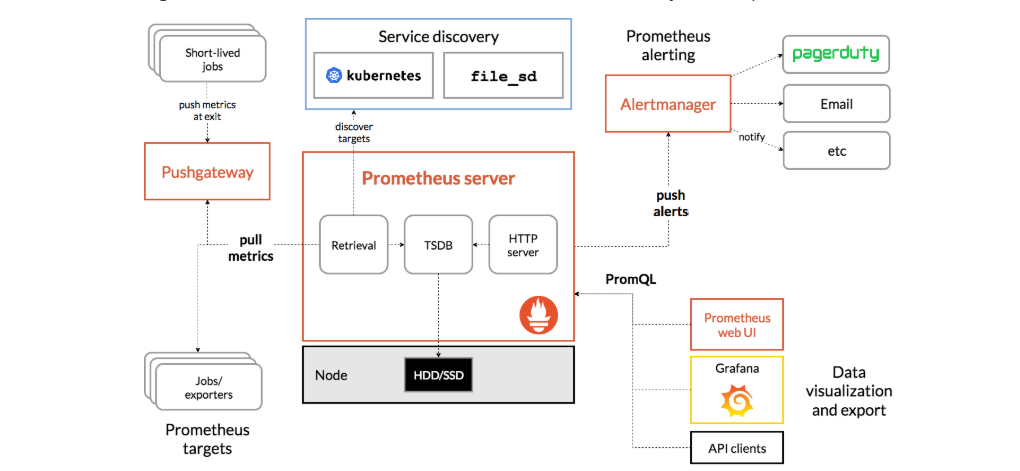 Short-lived
jobs
push metrics
at exit
Pushgateway
Service discovery
kubernetes
file_sd
discover
targets
Prometheus
alerting
Alertmanager
pagerduty
Email
notify
etc
Prometheus server
Retrieval
TSDB
HTTP
server
pull
metrics
push
alerts
PromQL
Node
HDD/SSD
Jobs/
exporters
Prometheus
targets
Prometheus
web UI
Grafana
API clients
Data
visualization
and export